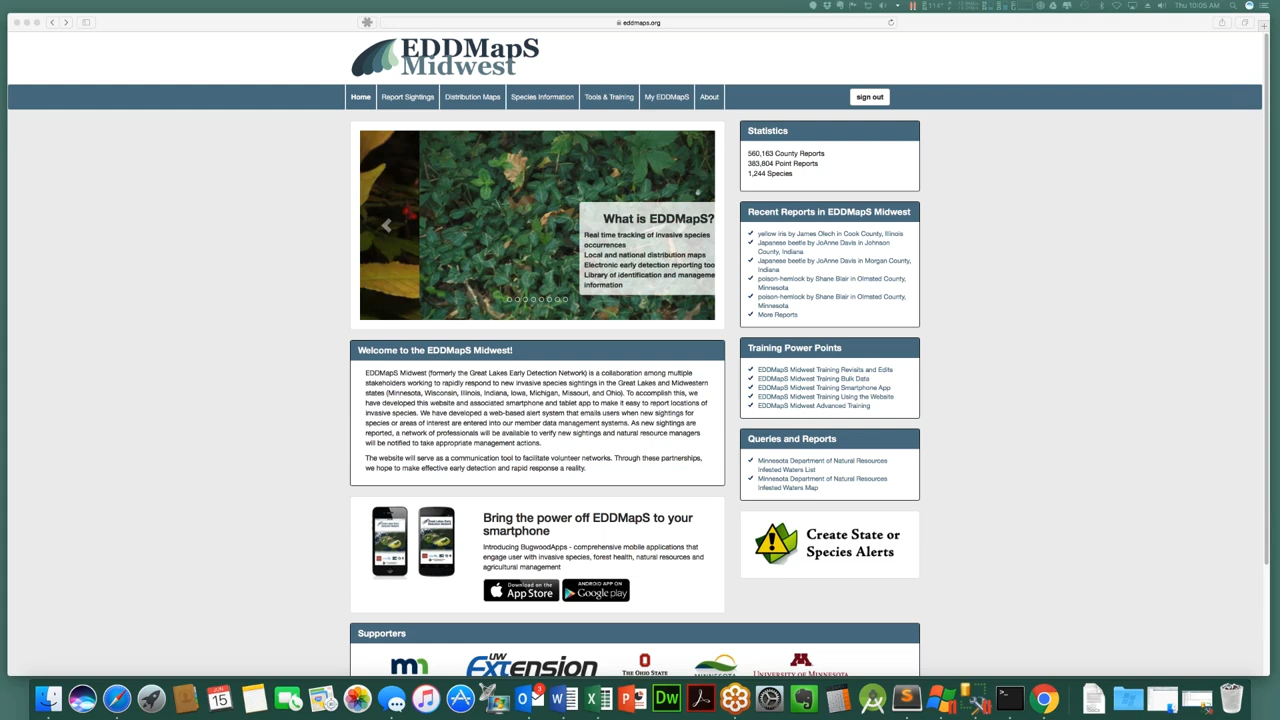 Thu 10:05 AM
eddmaps.org
EDDMapS
Midwest
Home
Report Sightings
Distribution Maps
Species Information
Tools & Training
My EDDMapS
About
sign out
What is EDDMapS?
Real time tracking of invasive species
occurrences
Local and national distribution maps
Electronic early detection reporting too
Library of identification and manageme
information
Statistics
560,163 County Reports
383,804 Point Reports
1,244 Species
Recent Reports in EDDMapS Midwest
yellow iris by James Olech in Cook County, Illinois
Japanese beetle by JoAnne Davis in Johnson
County, Indiana
Japanese beetle by JoAnne Davis in Morgan County,
Indiana
poison-hemlock by Shane Blair in Olmsted County,
Minnesota
poison-hemlock by Shane Blair in Olmsted County,
Minnesota
More Reports
Welcome to the EDDMapS Midwest!
EDDMapS Midwest (formerly the Great Lakes Early Detection Network) is a collaboration among multiple
stakeholders working to rapidly respond to new invasive species sightings in the Great Lakes and Midwestern
states (Minnesota, Wisconsin, Illinois, Indiana, Iowa, Michigan, Missouri, and Ohio). To accomplish this, we
have developed this website and associated smartphone and tablet app to make it easy to report locations of
invasive species. We have developed a web-based alert system that emails users when new sightings for
species or areas of interest are entered into our member data management systems. As new sightings are
reported, a network of professionals will be available to verify new sightings and natural resource managers
will be notified to take appropriate management actions.
The website will serve as a communication tool to facilitate volunteer networks. Through these partnerships,
we hope to make effective early detection and rapid response a reality.
Training Power Points
EDDMapS Midwest Training Revisits and Edits
EDDMapS Midwest Training Bulk Data
EDDMapS Midwest Training Smartphone App
EDDMapS Midwest Training Using the Website
EDDMapS Midwest Advanced Training
Queries and Reports
Minnesota Department of Natural Resources
Infested Waters List
Minnesota Department of Natural Resources
Infested Waters Map
Bring the power off EDDMapS to your
smartphone
Introducing BugwoodApps - comprehensive mobile applications that
engage user with invasive species, forest health, natural resources and
agricultural management
Download on the
App Store
ANDROID APP ON
Google play
Create State or
Species Alerts
Supporters
UW
Extension
THE OHIO STATE
MINNESOTA
UNIVERSITY OF MINNESOTA
JUN
15
3
Dw